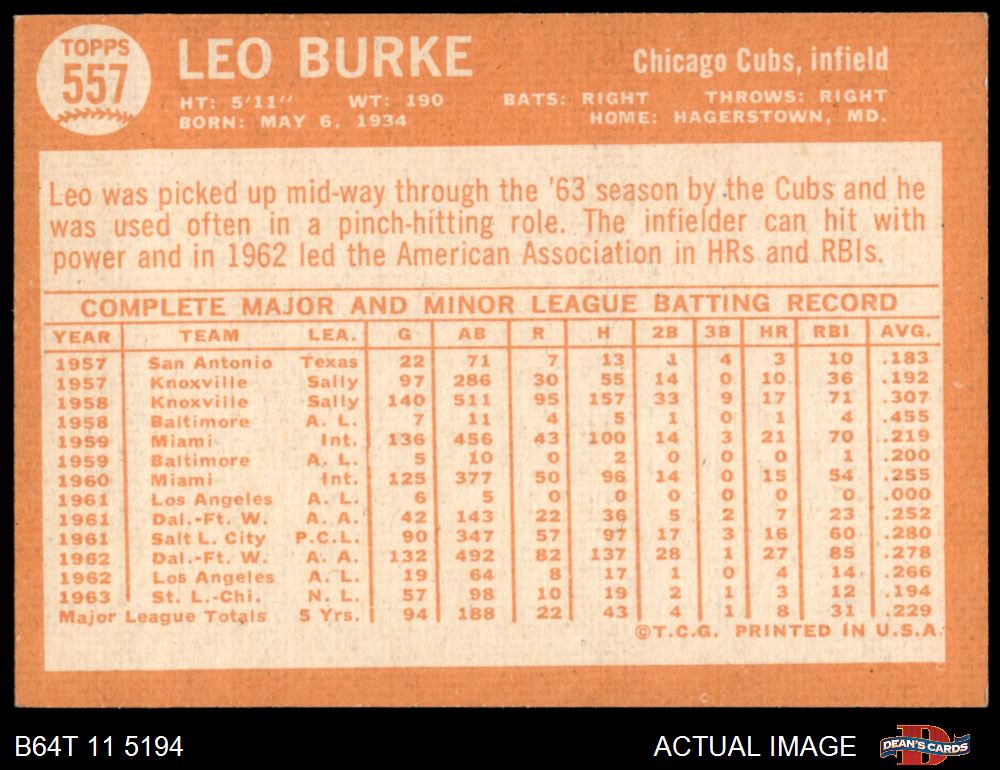 TOPPS
557
LEO BURKE
Chicago Cubs, infield
HT: 5'11" WT: 190 BATS: RIGHT THROWS: RIGHT
BORN: MAY 6, 1934 HOME: HAGERSTOWN, MD.
Leo was picked up mid-way through the '63 season by the Cubs and he
was used often in a pinch-hitting role. The infielder can hit with
power and in 1962 led the American Association in HRs and RBIs.
COMPLETE MAJOR AND MINOR LEAGUE BATTING RECORD
YEAR TEAM LEA. G AB R H 2B 3B HR RBI AVG.
1957 San Antonio Texas 22 71 7 13 1 4 3 10 .183
1957 Knoxville Sally 97 286 30 55 14 0 10 36 .192
1958 Knoxville Sally 140 511 95 157 33 9 17 71 .307
1958 Baltimore A. L. 7 11 4 5 1 0 1 4 .455
1959 Miami Int. 136 456 43 100 14 3 21 70 .219
1959 Baltimore A. L. 5 10 0 2 0 0 0 1 .200
1960 Miami Int. 125 377 50 96 14 0 15 54 .255
1961 Los Angeles A. L. 6 5 0 0 0 0 0 0 .000
1961 Dal.-Ft. W. A. A. 42 143 22 36 5 2 7 23 .252
1961 Salt L. City P.C.L. 90 347 57 97 17 3 16 60 .280
1962 Dal.-Ft. W. A. A. 132 492 82 137 28 1 27 85 .278
1962 Los Angeles A. L. 19 64 8 17 1 0 4 14 .266
1963 St. L.-Chi. N. L. 57 98 10 19 2 1 3 12 .194
Major League Totals 5 Yrs. 94 188 22 43 4 1 8 31 .229
©T.C.G. PRINTED IN U.S.A.
B64T 11 5194
ACTUAL IMAGE
DEAN'S CARDS